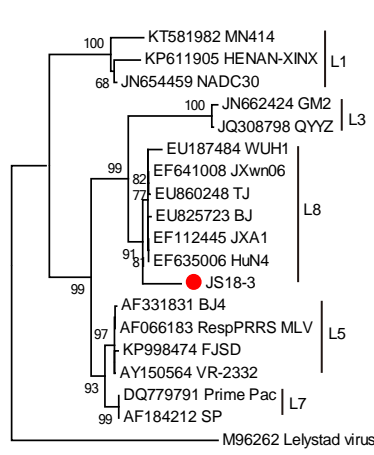 KT581982 MN414
100
KP611905 HENAN-XINX
L1
68
JN654459 NADC30
JN662424 GM2
100
L3
JQ308798 QYYZ
EU187484 WUH1
99
EF641008 JXwn06
82
EU860248 TJ
77
L8
EU825723 BJ
EF112445 JXA1
91
EF635006 HuN4
81
JS18-3
99
AF331831 BJ4
97
AF066183 RespPRRS MLV
L5
KP998474 FJSD
AY150564 VR-2332
93
DQ779791 Prime Pac
L7
99
AF184212 SP
M96262 Lelystad virus